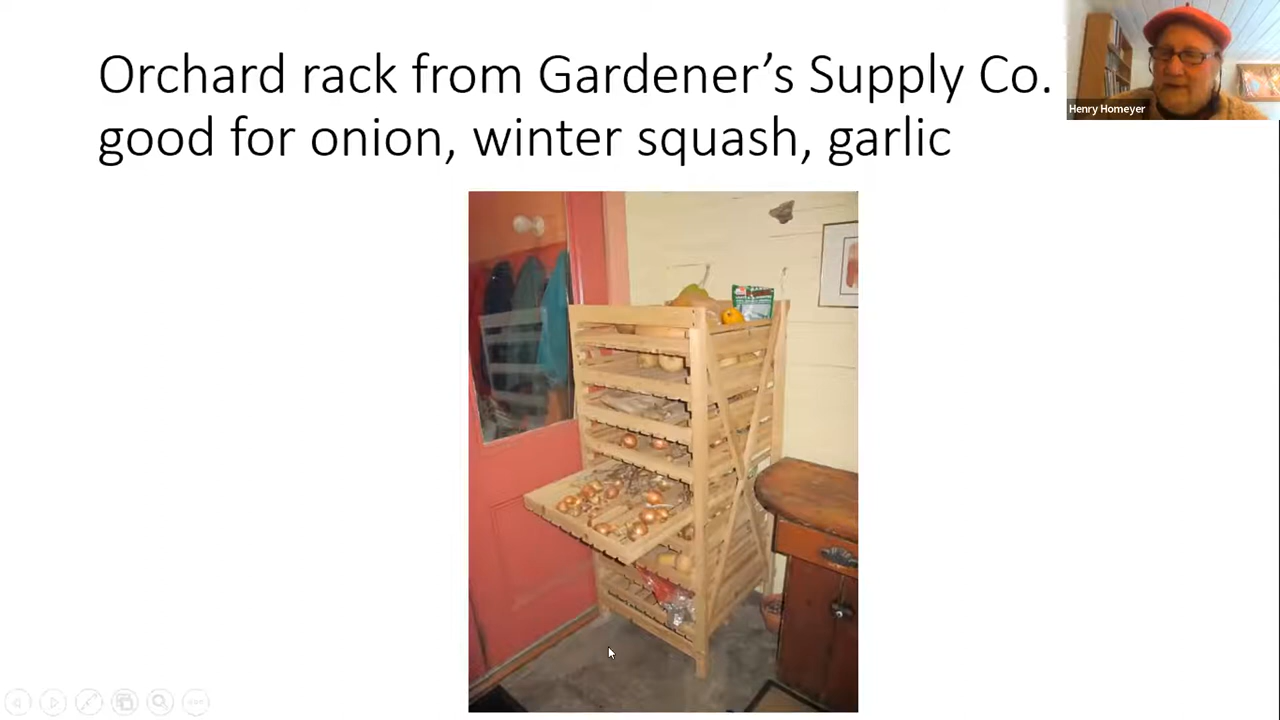 Orchard rack from Gardener’s Supply Co.
good for onion, winter squash, garlic
Henry Homeyer